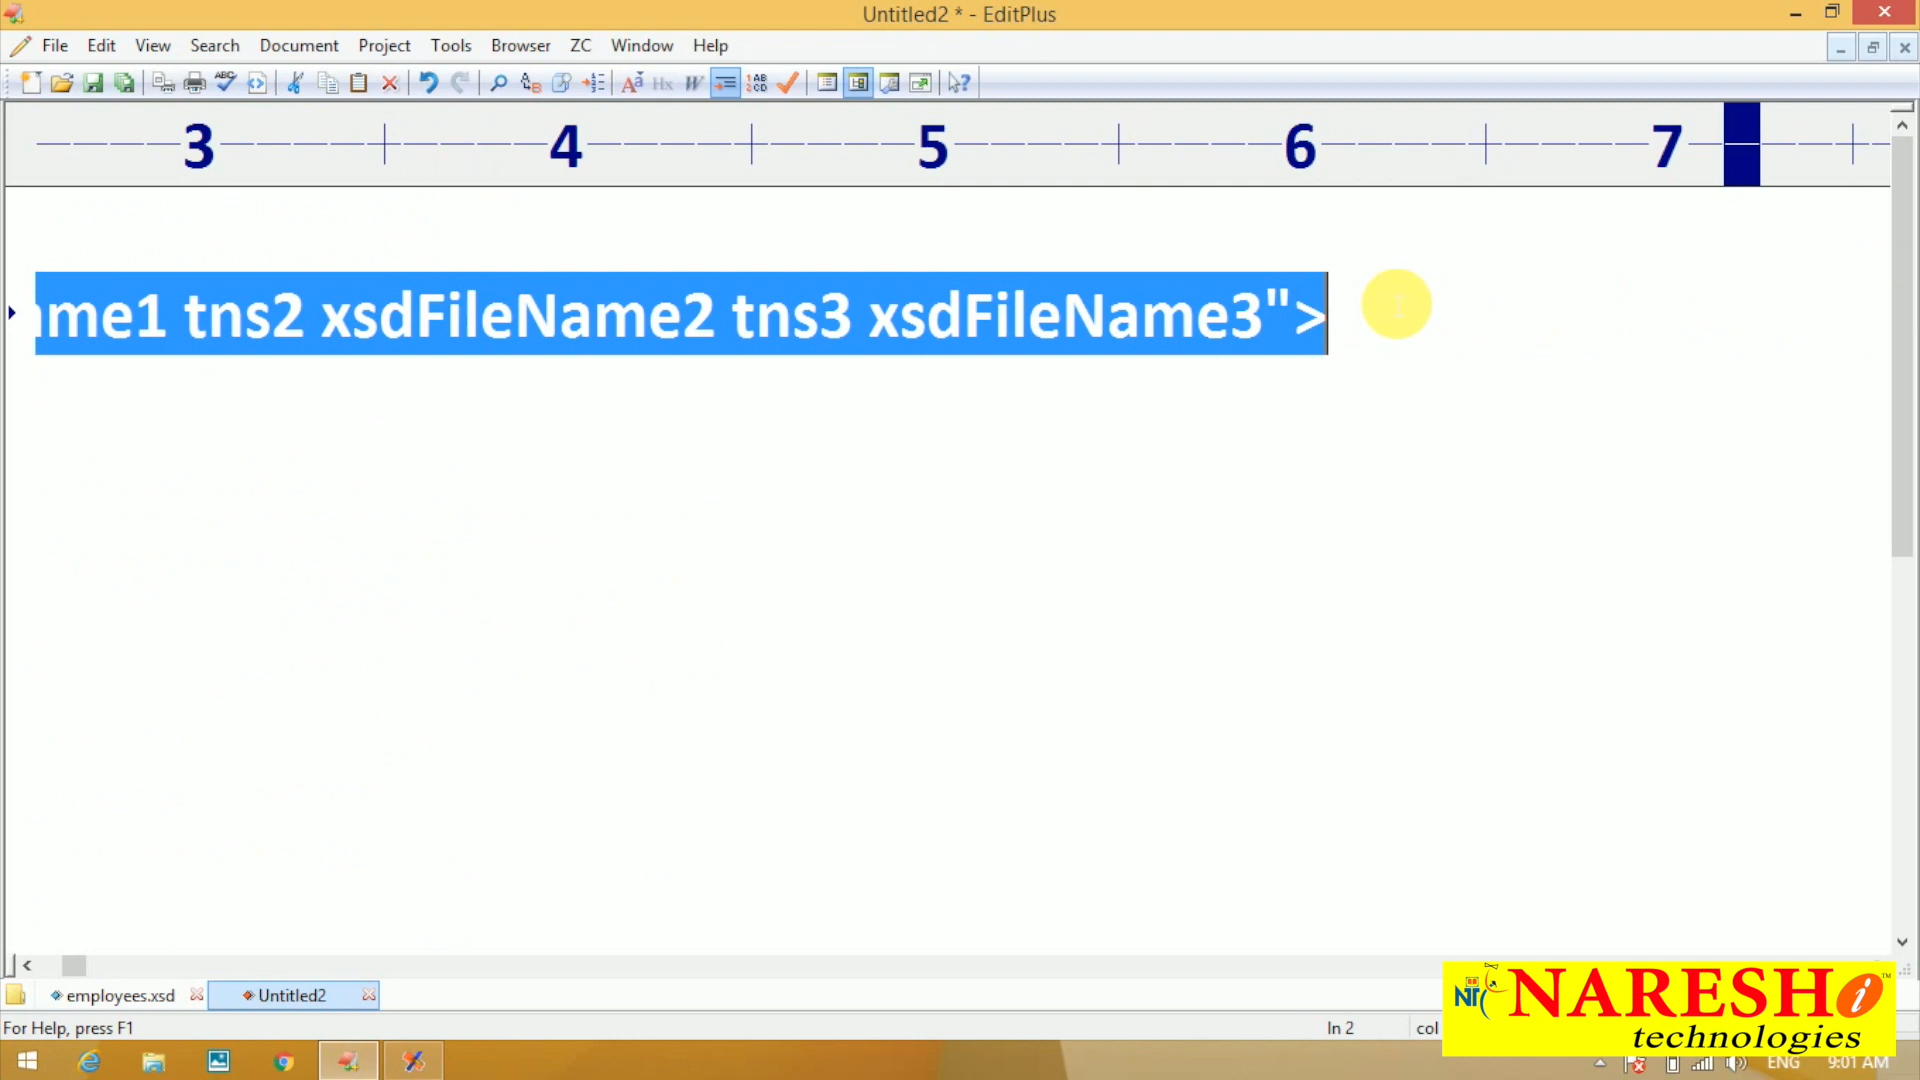 Untitled2 * - EditPlus
File Edit View Search Document Project Tools Browser ZC Window Help
3 4 5 6 7
me1 tns2 xsdFileName2 tns3 xsdFileName3">
employees.xsd Untitled2
For Help, press F1 ln 2 col
NARESH i ™
technologies
ENG 9:01 AM